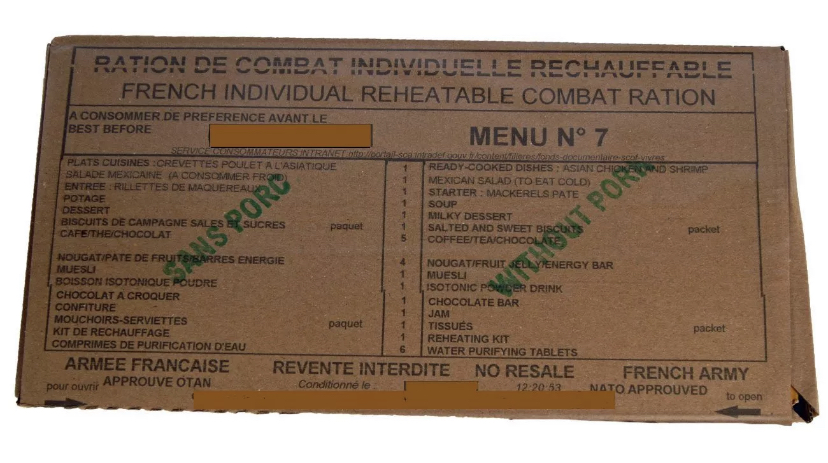 RATION DE COMBAT INDIVIDUELLE RECHAUFFABLE
FRENCH INDIVIDUAL REHEATABLE COMBAT RATION
A CONSOMMER DE PREFERENCE AVANT LE
BEST BEFORE
MENU N° 7
SERVICE CONSOMMATEURS INTRANET
PLATS CUISINES : CREVETTES POULET A L'ASIATIQUE 1 READY-COOKED DISHES : ASIAN CHICKEN AND SHRIMP
SALADE MEXICAINE (A CONSOMMER FROID) 1 MEXICAN SALAD (TO EAT COLD)
ENTREE : RILLETTES DE MAQUEREAUX 1 STARTER : MACKERELS PATE
POTAGE 1 SOUP
DESSERT 1 MILKY DESSERT
BISCUITS DE CAMPAGNE SALES ET SUCRES paquet 1 SALTED AND SWEET BISCUITS packet
CAFE/THE/CHOCOLAT 5 COFFEE/TEA/CHOCOLATE
NOUGAT/PATE DE FRUITS/BARRES ENERGIE 4 NOUGAT/FRUIT JELLY/ENERGY BAR
MUESLI 1 MUESLI
BOISSON ISOTONIQUE POUDRE 1 ISOTONIC POWDER DRINK
CHOCOLAT A CROQUER 1 CHOCOLATE BAR
CONFITURE 1 JAM
MOUCHOIRS-SERVIETTES paquet 1 TISSUES packet
KIT DE RECHAUFFAGE 1 REHEATING KIT
COMPRIMES DE PURIFICATION D'EAU 6 WATER PURIFYING TABLETS
SANS PORC
WITHOUT PORK
ARMEE FRANCAISE REVENTE INTERDITE NO RESALE FRENCH ARMY
pour ouvrir APPROUVE OTAN Conditionné le : 12:20:53 NATO APPROUVED to open